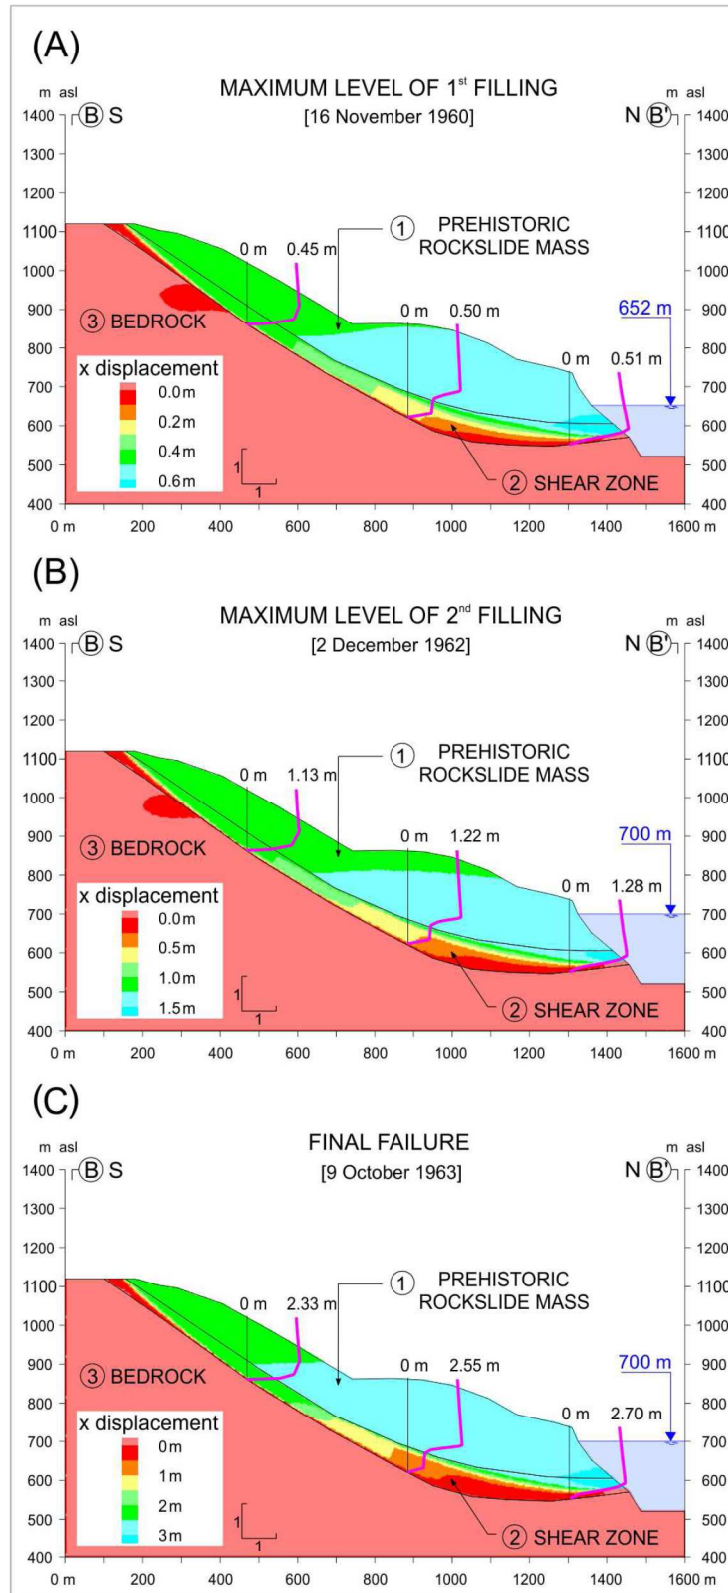 (A)
MAXIMUM LEVEL OF 1st FILLING
[16 November 1960]
m asl
B S
N B'
m asl
1400
1300
1200
1100
1000
900
800
700
600
500
400
1400
1300
1200
1100
1000
900
800
700
600
500
400
1 PREHISTORIC
ROCKSLIDE MASS
0 m 0.45 m
0 m 0.50 m
0 m 0.51 m
652 m
3 BEDROCK
x displacement
0.0 m
0.2 m
0.4 m
0.6 m
1
1
2 SHEAR ZONE
0 m 200 400 600 800 1000 1200 1400 1600 m
(B)
MAXIMUM LEVEL OF 2nd FILLING
[2 December 1962]
m asl
B S
N B'
m asl
1400
1300
1200
1100
1000
900
800
700
600
500
400
1400
1300
1200
1100
1000
900
800
700
600
500
400
1 PREHISTORIC
ROCKSLIDE MASS
0 m 1.13 m
0 m 1.22 m
0 m 1.28 m
700 m
3 BEDROCK
x displacement
0.0 m
0.5 m
1.0 m
1.5 m
1
1
2 SHEAR ZONE
0 m 200 400 600 800 1000 1200 1400 1600 m
(C)
FINAL FAILURE
[9 October 1963]
m asl
B S
N B'
m asl
1400
1300
1200
1100
1000
900
800
700
600
500
400
1400
1300
1200
1100
1000
900
800
700
600
500
400
1 PREHISTORIC
ROCKSLIDE MASS
0 m 2.33 m
0 m 2.55 m
0 m 2.70 m
700 m
3 BEDROCK
x displacement
0 m
1 m
2 m
3 m
1
1
2 SHEAR ZONE
0 m 200 400 600 800 1000 1200 1400 1600 m